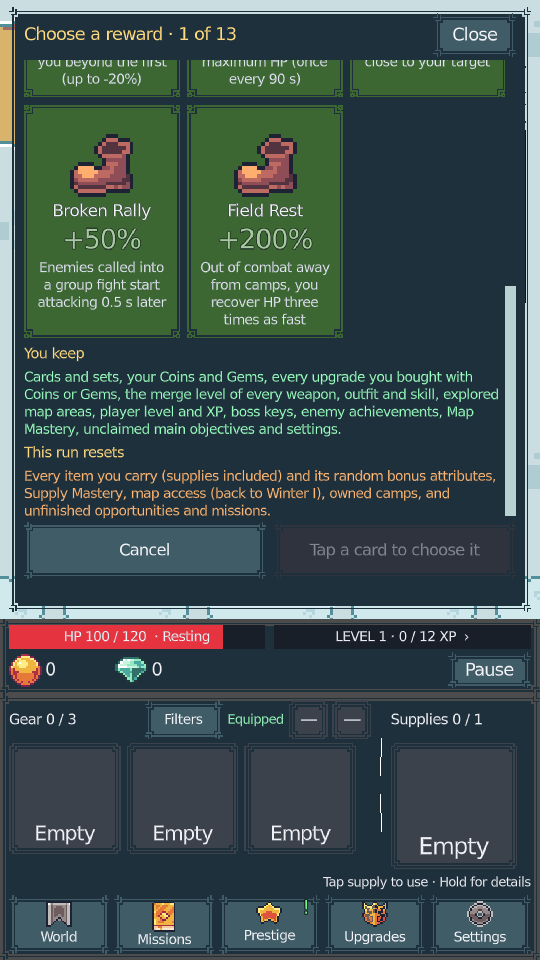 Choose a reward · 1 of 13
Close
you beyond the first
(up to -20%)
maximum HP (once
every 90 s)
close to your target
Broken Rally
+50%
Enemies called into
a group fight start
attacking 0.5 s later
Field Rest
+200%
Out of combat away
from camps, you
recover HP three
times as fast
You keep
Cards and sets, your Coins and Gems, every upgrade you bought with
Coins or Gems, the merge level of every weapon, outfit and skill, explored
map areas, player level and XP, boss keys, enemy achievements, Map
Mastery, unclaimed main objectives and settings.
This run resets
Every item you carry (supplies included) and its random bonus attributes,
Supply Mastery, map access (back to Winter I), owned camps, and
unfinished opportunities and missions.
Cancel
Tap a card to choose it
HP 100 / 120 · Resting
LEVEL 1 · 0 / 12 XP ›
0
0
Pause
Gear 0 / 3
Filters
Equipped
—
—
Supplies 0 / 1
Empty
Empty
Empty
Empty
Tap supply to use · Hold for details
World
Missions
Prestige
!
Upgrades
Settings